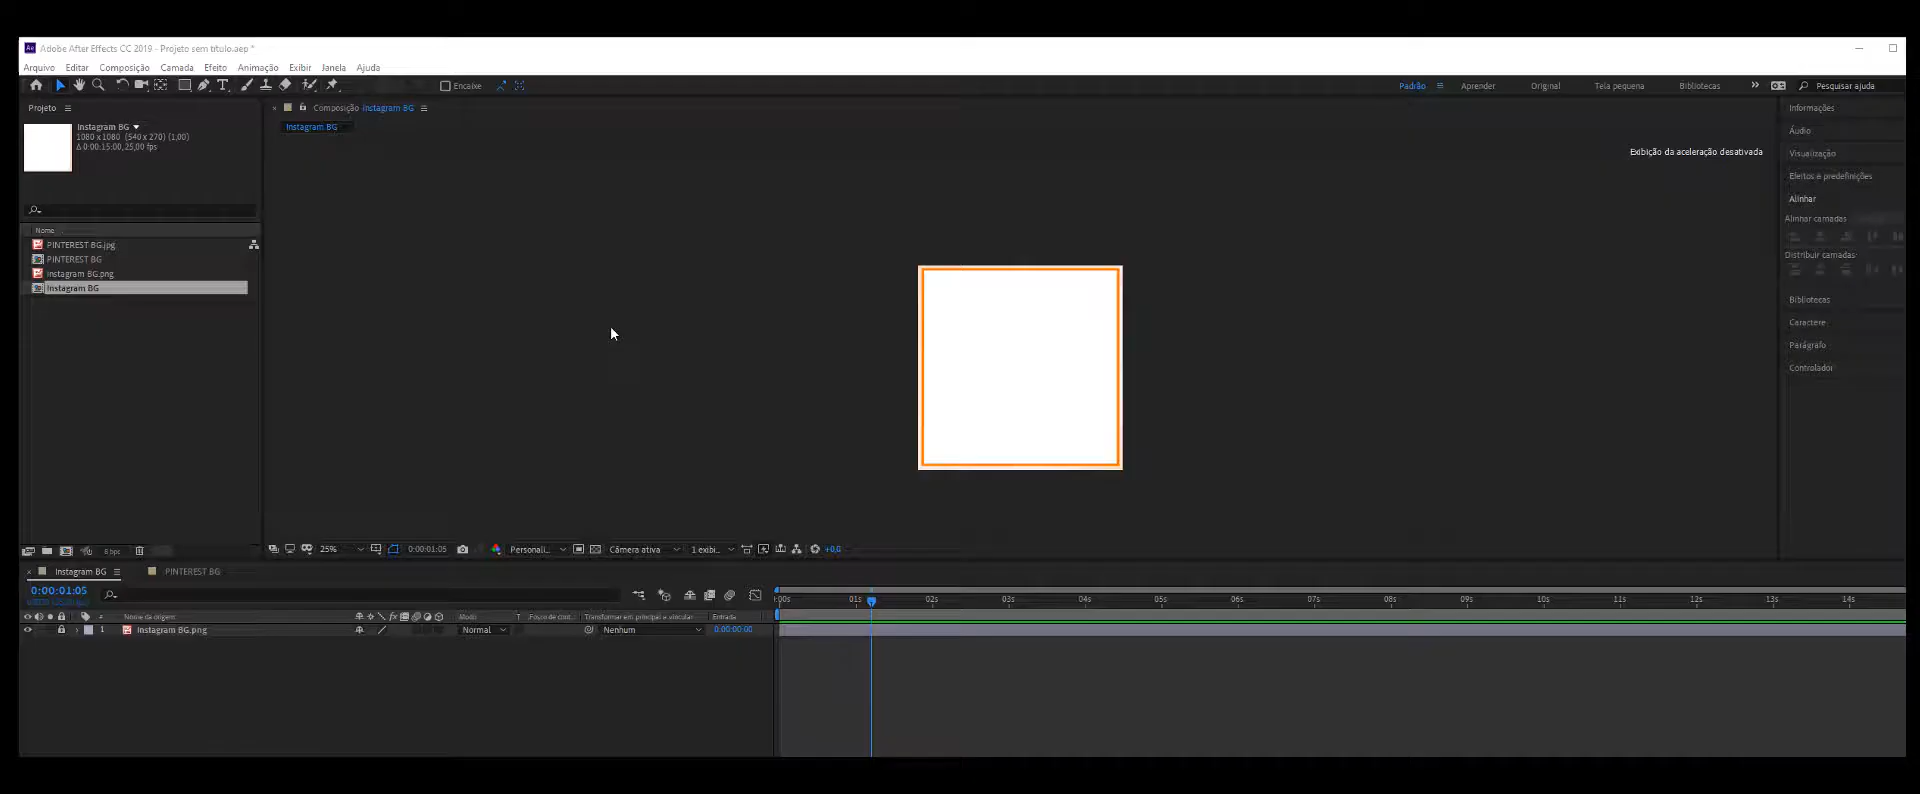 Ae Adobe After Effects CC 2019 - Projeto sem título.aep *
Arquivo Editar Composição Camada Efeito Animação Exibir Janela Ajuda
T Encaixe Padrão Aprender Original Tela pequena Bibliotecas Pesquisar ajuda
Projeto
Instagram BG
1080 x 1080 (540 x 270) (1,00)
Δ 0:00:15:00, 25,00 fps
Nome
PINTEREST BG.jpg
PINTEREST BG
Instagram BG.png
Instagram BG
8 bpc
Composição Instagram BG
Instagram BG
Exibição da aceleração desativada
25% 0:00:01:05 Personali... Câmera ativa 1 exibi... +0,0
Informações
Áudio
Visualização
Efeitos e predefinições
Alinhar
Alinhar camadas
Distribuir camadas:
Bibliotecas
Caractere
Parágrafo
Controlador
Instagram BG PINTEREST BG
0:00:01:05
:00s 01s 02s 03s 04s 05s 06s 07s 08s 09s 10s 11s 12s 13s 14s
# Nome da origem fx Modo T Transformar em principal e vincular Entrada
1 Instagram BG.png Normal Nenhum 0:00:00:00